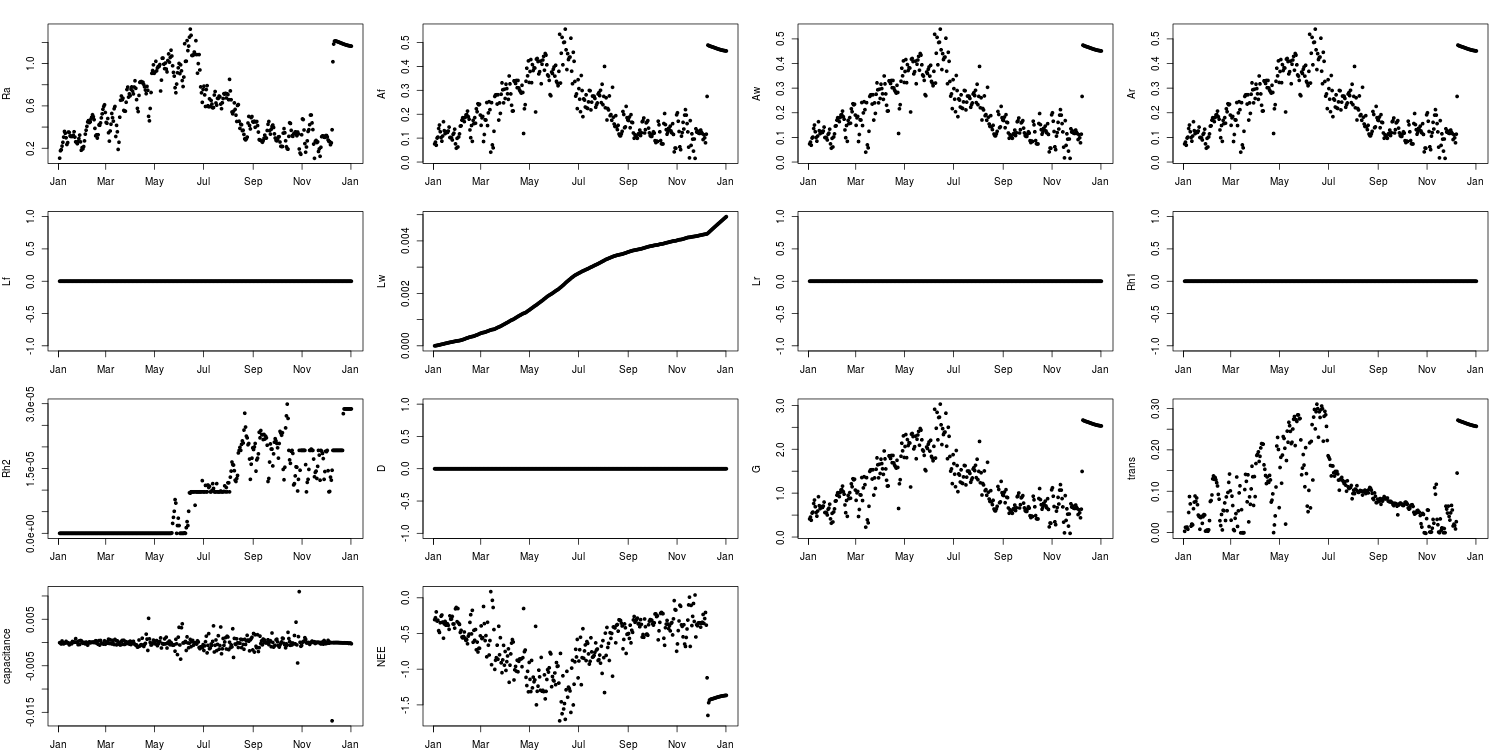 Ra
0.2 0.6 1.0
Jan Mar May Jul Sep Nov Jan
Af
0.0 0.1 0.2 0.3 0.4 0.5
Jan Mar May Jul Sep Nov Jan
Aw
0.0 0.1 0.2 0.3 0.4 0.5
Jan Mar May Jul Sep Nov Jan
Ar
0.0 0.1 0.2 0.3 0.4 0.5
Jan Mar May Jul Sep Nov Jan
Lf
-1.0 -0.5 0.0 0.5 1.0
Jan Mar May Jul Sep Nov Jan
Lw
0.000 0.002 0.004
Jan Mar May Jul Sep Nov Jan
Lr
-1.0 -0.5 0.0 0.5 1.0
Jan Mar May Jul Sep Nov Jan
Rh1
-1.0 -0.5 0.0 0.5 1.0
Jan Mar May Jul Sep Nov Jan
Rh2
0.0e+00 1.5e-05 3.0e-05
Jan Mar May Jul Sep Nov Jan
D
-1.0 -0.5 0.0 0.5 1.0
Jan Mar May Jul Sep Nov Jan
G
0.0 1.0 2.0 3.0
Jan Mar May Jul Sep Nov Jan
trans
0.00 0.10 0.20 0.30
Jan Mar May Jul Sep Nov Jan
capacitance
-0.015 -0.005 0.005
Jan Mar May Jul Sep Nov Jan
NEE
-1.5 -1.0 -0.5 0.0
Jan Mar May Jul Sep Nov Jan